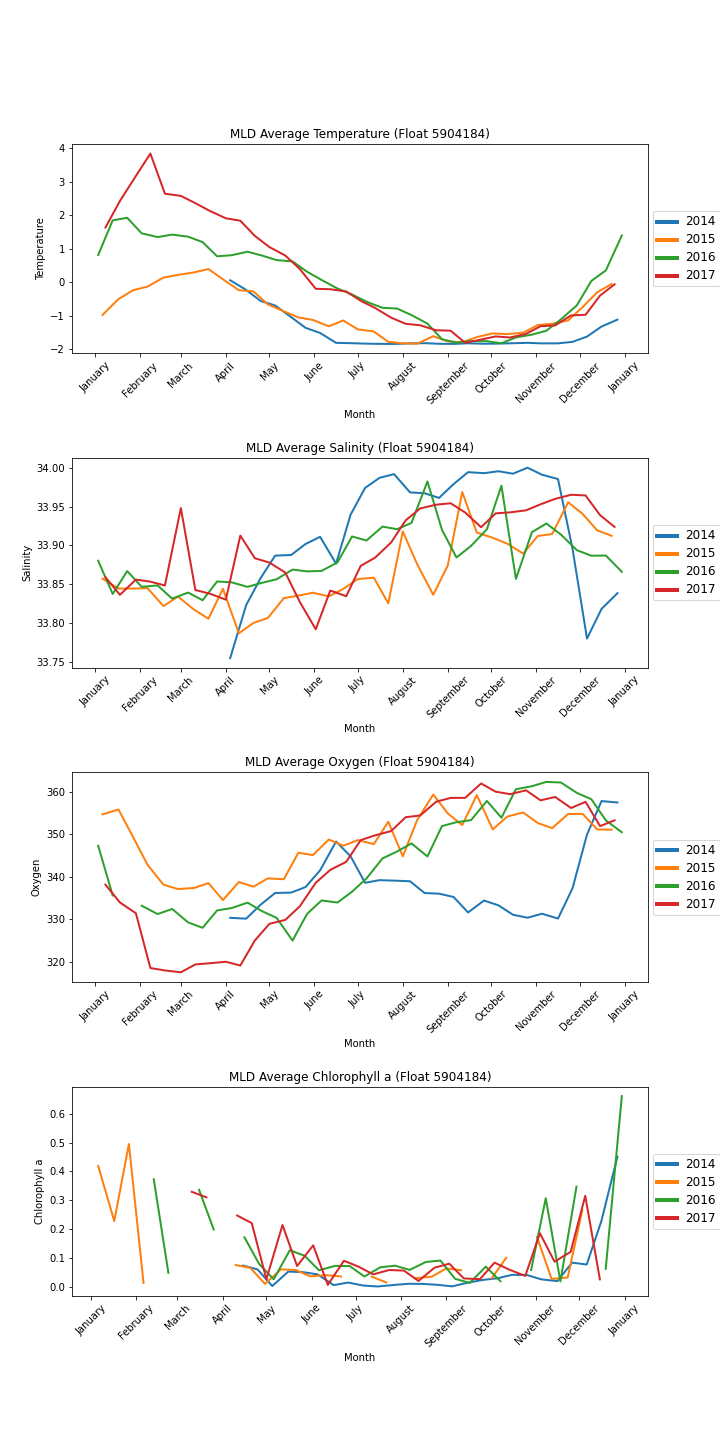 MLD Average Temperature (Float 5904184)
4
3
2
1
0
−1
−2
Temperature
January
February
March
April
May
June
July
August
September
October
November
December
January
Month
2014
2015
2016
2017
MLD Average Salinity (Float 5904184)
34.00
33.95
33.90
33.85
33.80
33.75
Salinity
January
February
March
April
May
June
July
August
September
October
November
December
January
Month
2014
2015
2016
2017
MLD Average Oxygen (Float 5904184)
360
350
340
330
320
Oxygen
January
February
March
April
May
June
July
August
September
October
November
December
January
Month
2014
2015
2016
2017
MLD Average Chlorophyll a (Float 5904184)
0.6
0.5
0.4
0.3
0.2
0.1
0.0
Chlorophyll a
January
February
March
April
May
June
July
August
September
October
November
December
January
Month
2014
2015
2016
2017